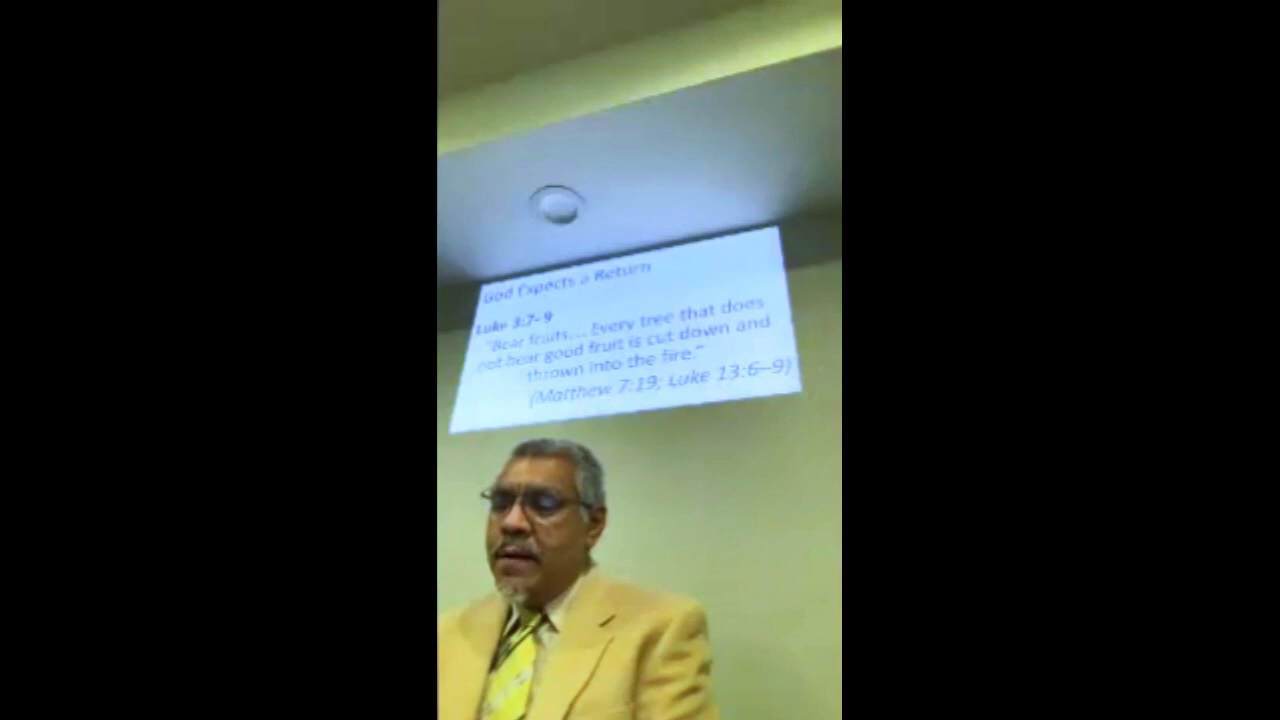 God Expects a Return
Luke 3:7–9
"Bear fruits... Every tree that does
not bear good fruit is cut down and
thrown into the fire."
(Matthew 7:19; Luke 13:6–9)